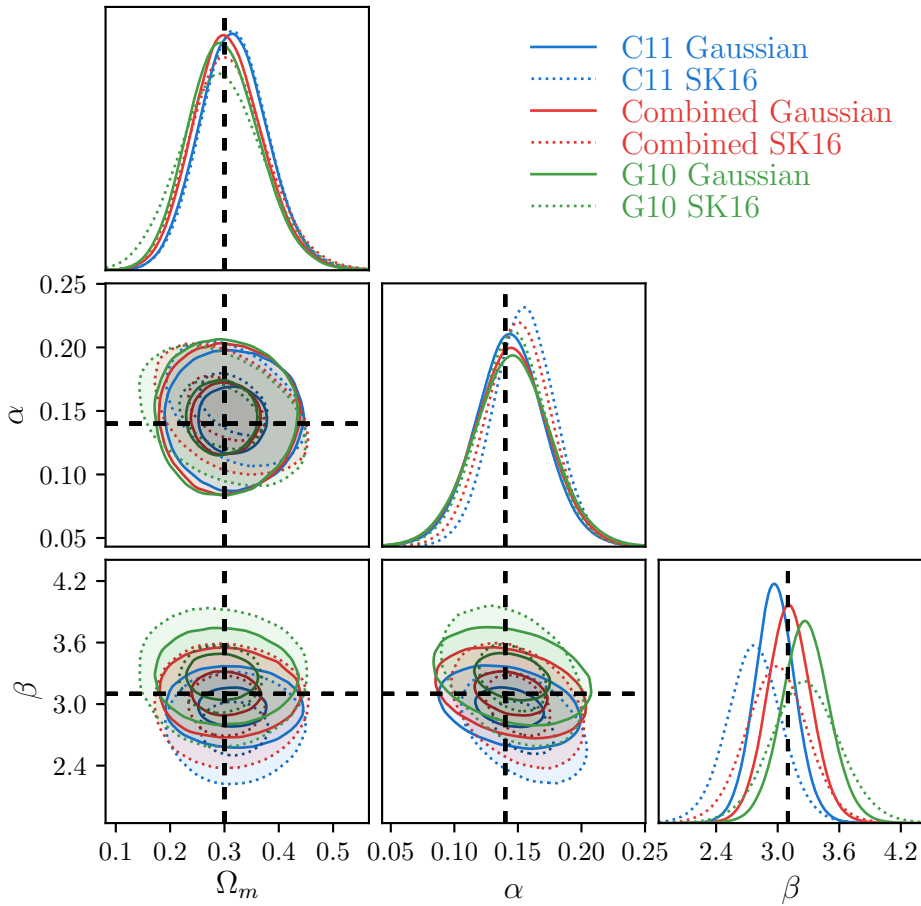 C11 Gaussian
C11 SK16
Combined Gaussian
Combined SK16
G10 Gaussian
G10 SK16
0.25
0.20
0.15
0.10
0.05
α
4.2
3.6
3.0
2.4
β
0.1 0.2 0.3 0.4 0.5
0.05 0.10 0.15 0.20 0.25
2.4 3.0 3.6 4.2
Ωm α β